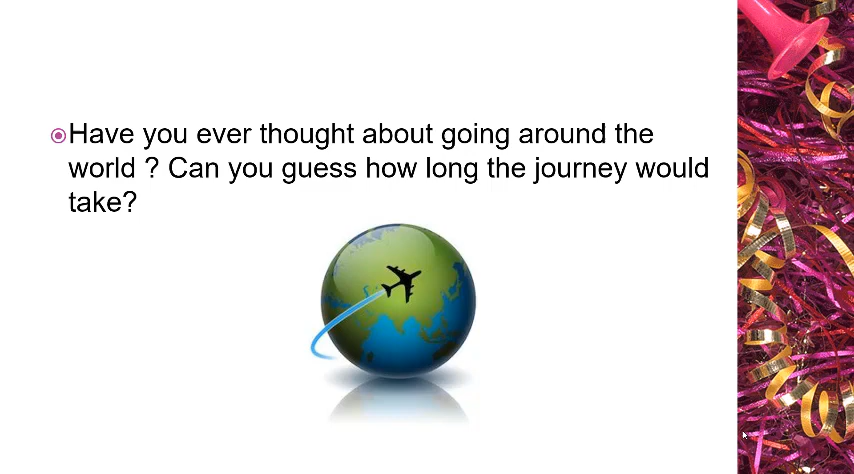 Have you ever thought about going around the
world ? Can you guess how long the journey would
take?